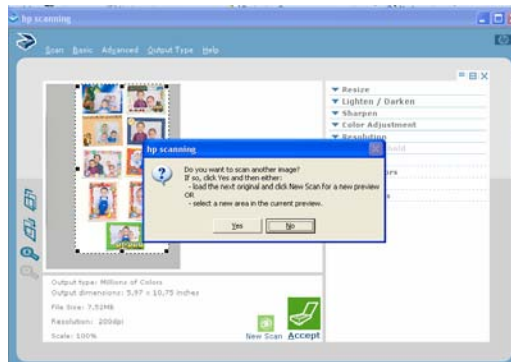 hp scanning
Scan Basic Advanced Output Type Help
Resize
Lighten / Darken
Sharpen
Color Adjustment
Resolution
hp scanning
Do you want to scan another image?
If so, click Yes and then either:
- load the next original and click New Scan for a new preview
OR
- select a new area in the current preview.
Yes No
Output type: Millions of Colors
Output dimensions: 5.97 x 10.75 inches
File Size: 7.52MB
Resolution: 200dpi
Scale: 100%
New Scan Accept